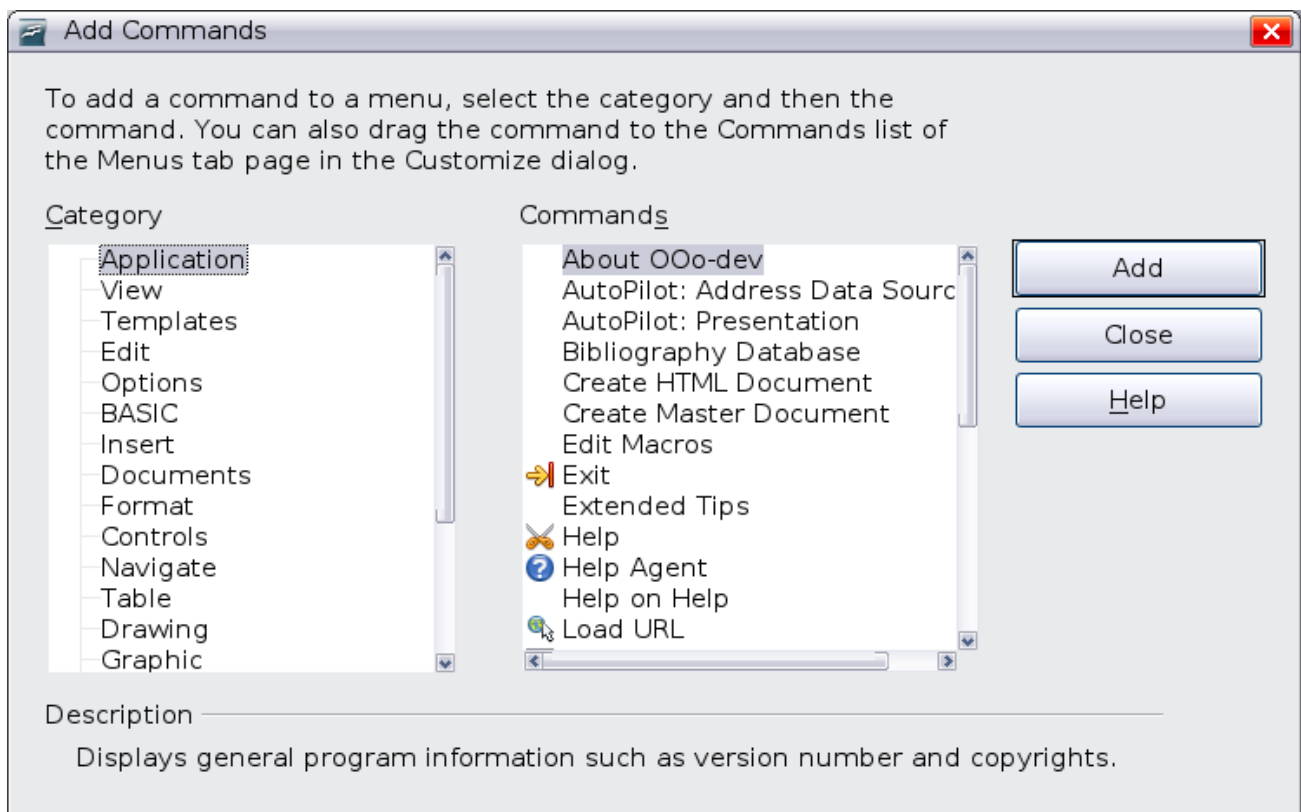 Add Commands
To add a command to a menu, select the category and then the
command. You can also drag the command to the Commands list of
the Menus tab page in the Customize dialog.
Category
Application
View
Templates
Edit
Options
BASIC
Insert
Documents
Format
Controls
Navigate
Table
Drawing
Graphic
Commands
About OOo-dev
AutoPilot: Address Data Sourc
AutoPilot: Presentation
Bibliography Database
Create HTML Document
Create Master Document
Edit Macros
Exit
Extended Tips
Help
Help Agent
Help on Help
Load URL
Add
Close
Help
Description
Displays general program information such as version number and copyrights.